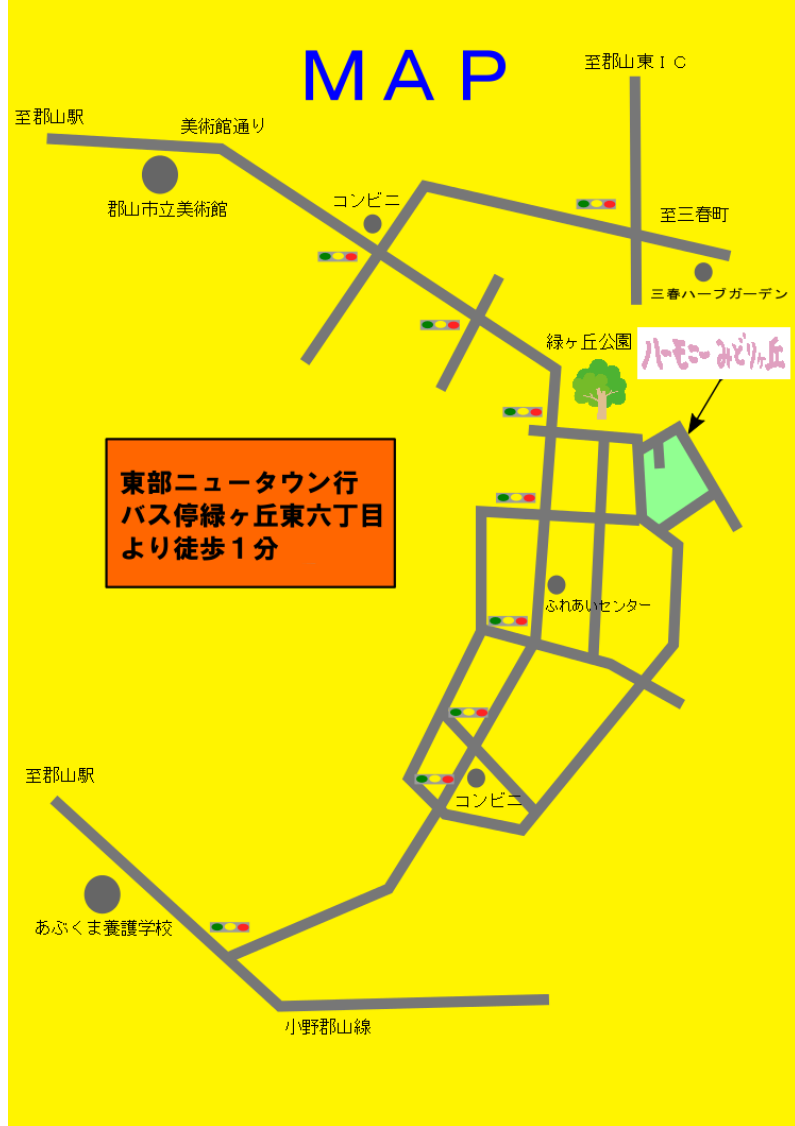 MAP
至郡山東ＩＣ
至郡山駅
美術館通り
郡山市立美術館
コンビニ
至三春町
三春ハーブガーデン
緑ヶ丘公園
ハーモニーみどりヶ丘
東部ニュータウン行
バス停緑ヶ丘東六丁目
より徒歩１分
ふれあいセンター
至郡山駅
コンビニ
あぶくま養護学校
小野郡山線